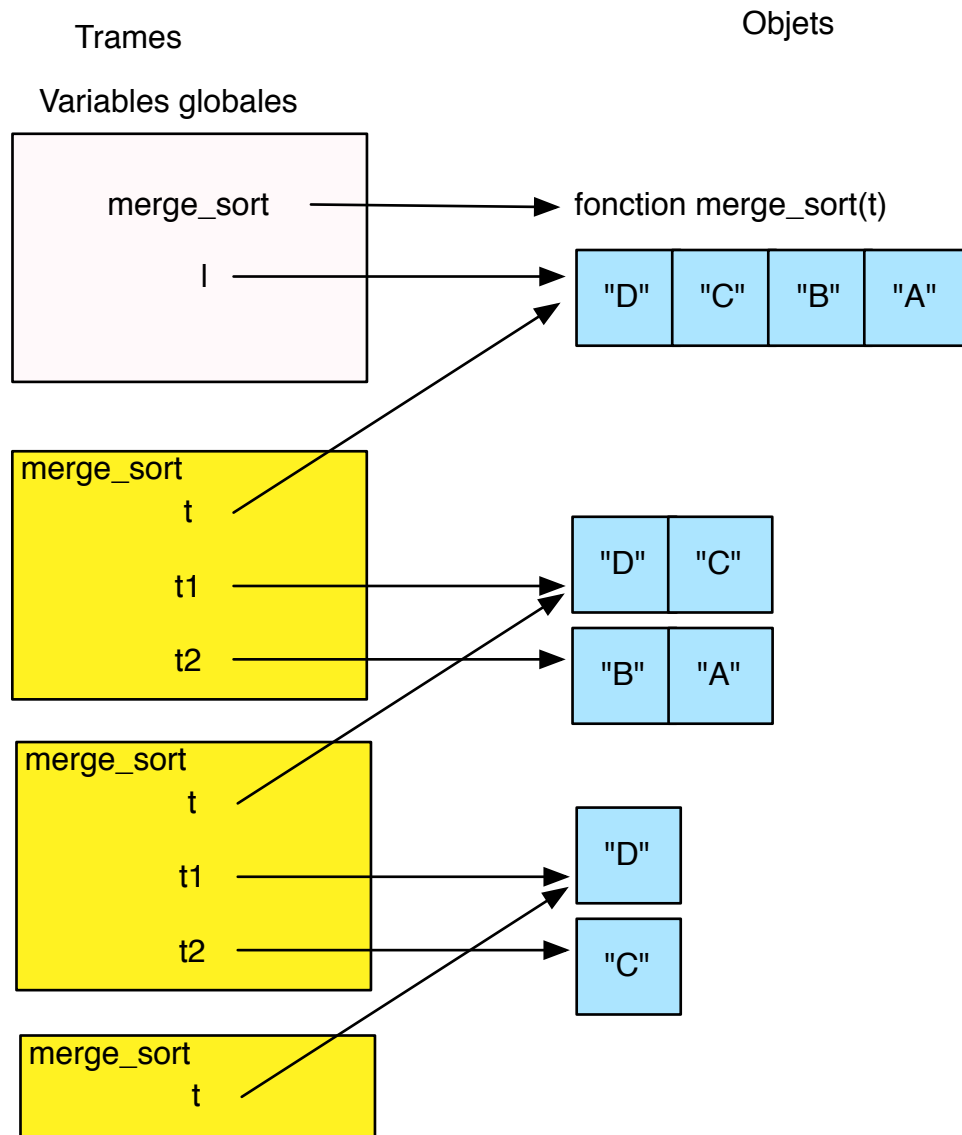 Trames
Objets
Variables globales
merge_sort
fonction merge_sort(t)
l
"D" "C" "B" "A"
merge_sort
t
t1
"D" "C"
t2
"B" "A"
merge_sort
t
t1
"D"
t2
"C"
merge_sort
t